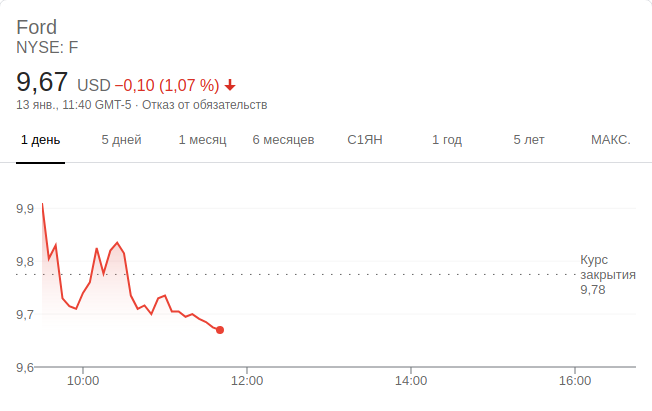 Ford
NYSE: F
9,67 USD −0,10 (1,07 %)
13 янв., 11:40 GMT-5 · Отказ от обязательств
1 день 5 дней 1 месяц 6 месяцев С1ЯН 1 год 5 лет МАКС.
9,9
9,8
9,7
9,6
Курс
закрытия
9,78
10:00 12:00 14:00 16:00